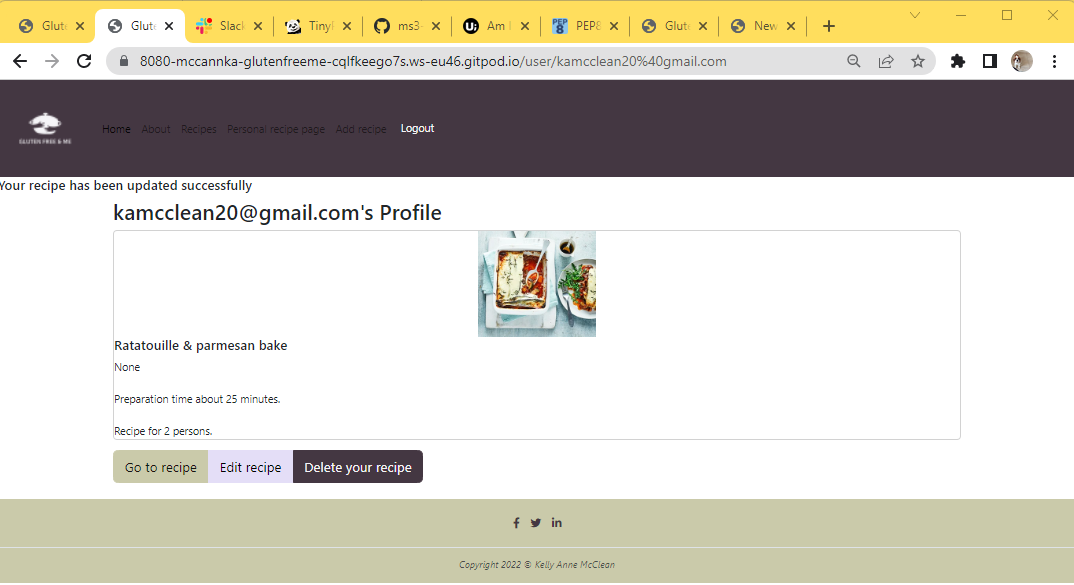 Glut
Glut
Slac
Tiny
ms3-
Am I
PEP8
Glut
New
8080-mccannka-glutenfreeme-cqlfkeego7s.ws-eu46.gitpod.io/user/kamcclean20%40gmail.com
GLUTEN FREE & ME
Home About Recipes Personal recipe page Add recipe Logout
Your recipe has been updated successfully
kamcclean20@gmail.com's Profile
Ratatouille & parmesan bake
None
Preparation time about 25 minutes.
Recipe for 2 persons.
Go to recipe Edit recipe Delete your recipe
Copyright 2022 © Kelly Anne McClean